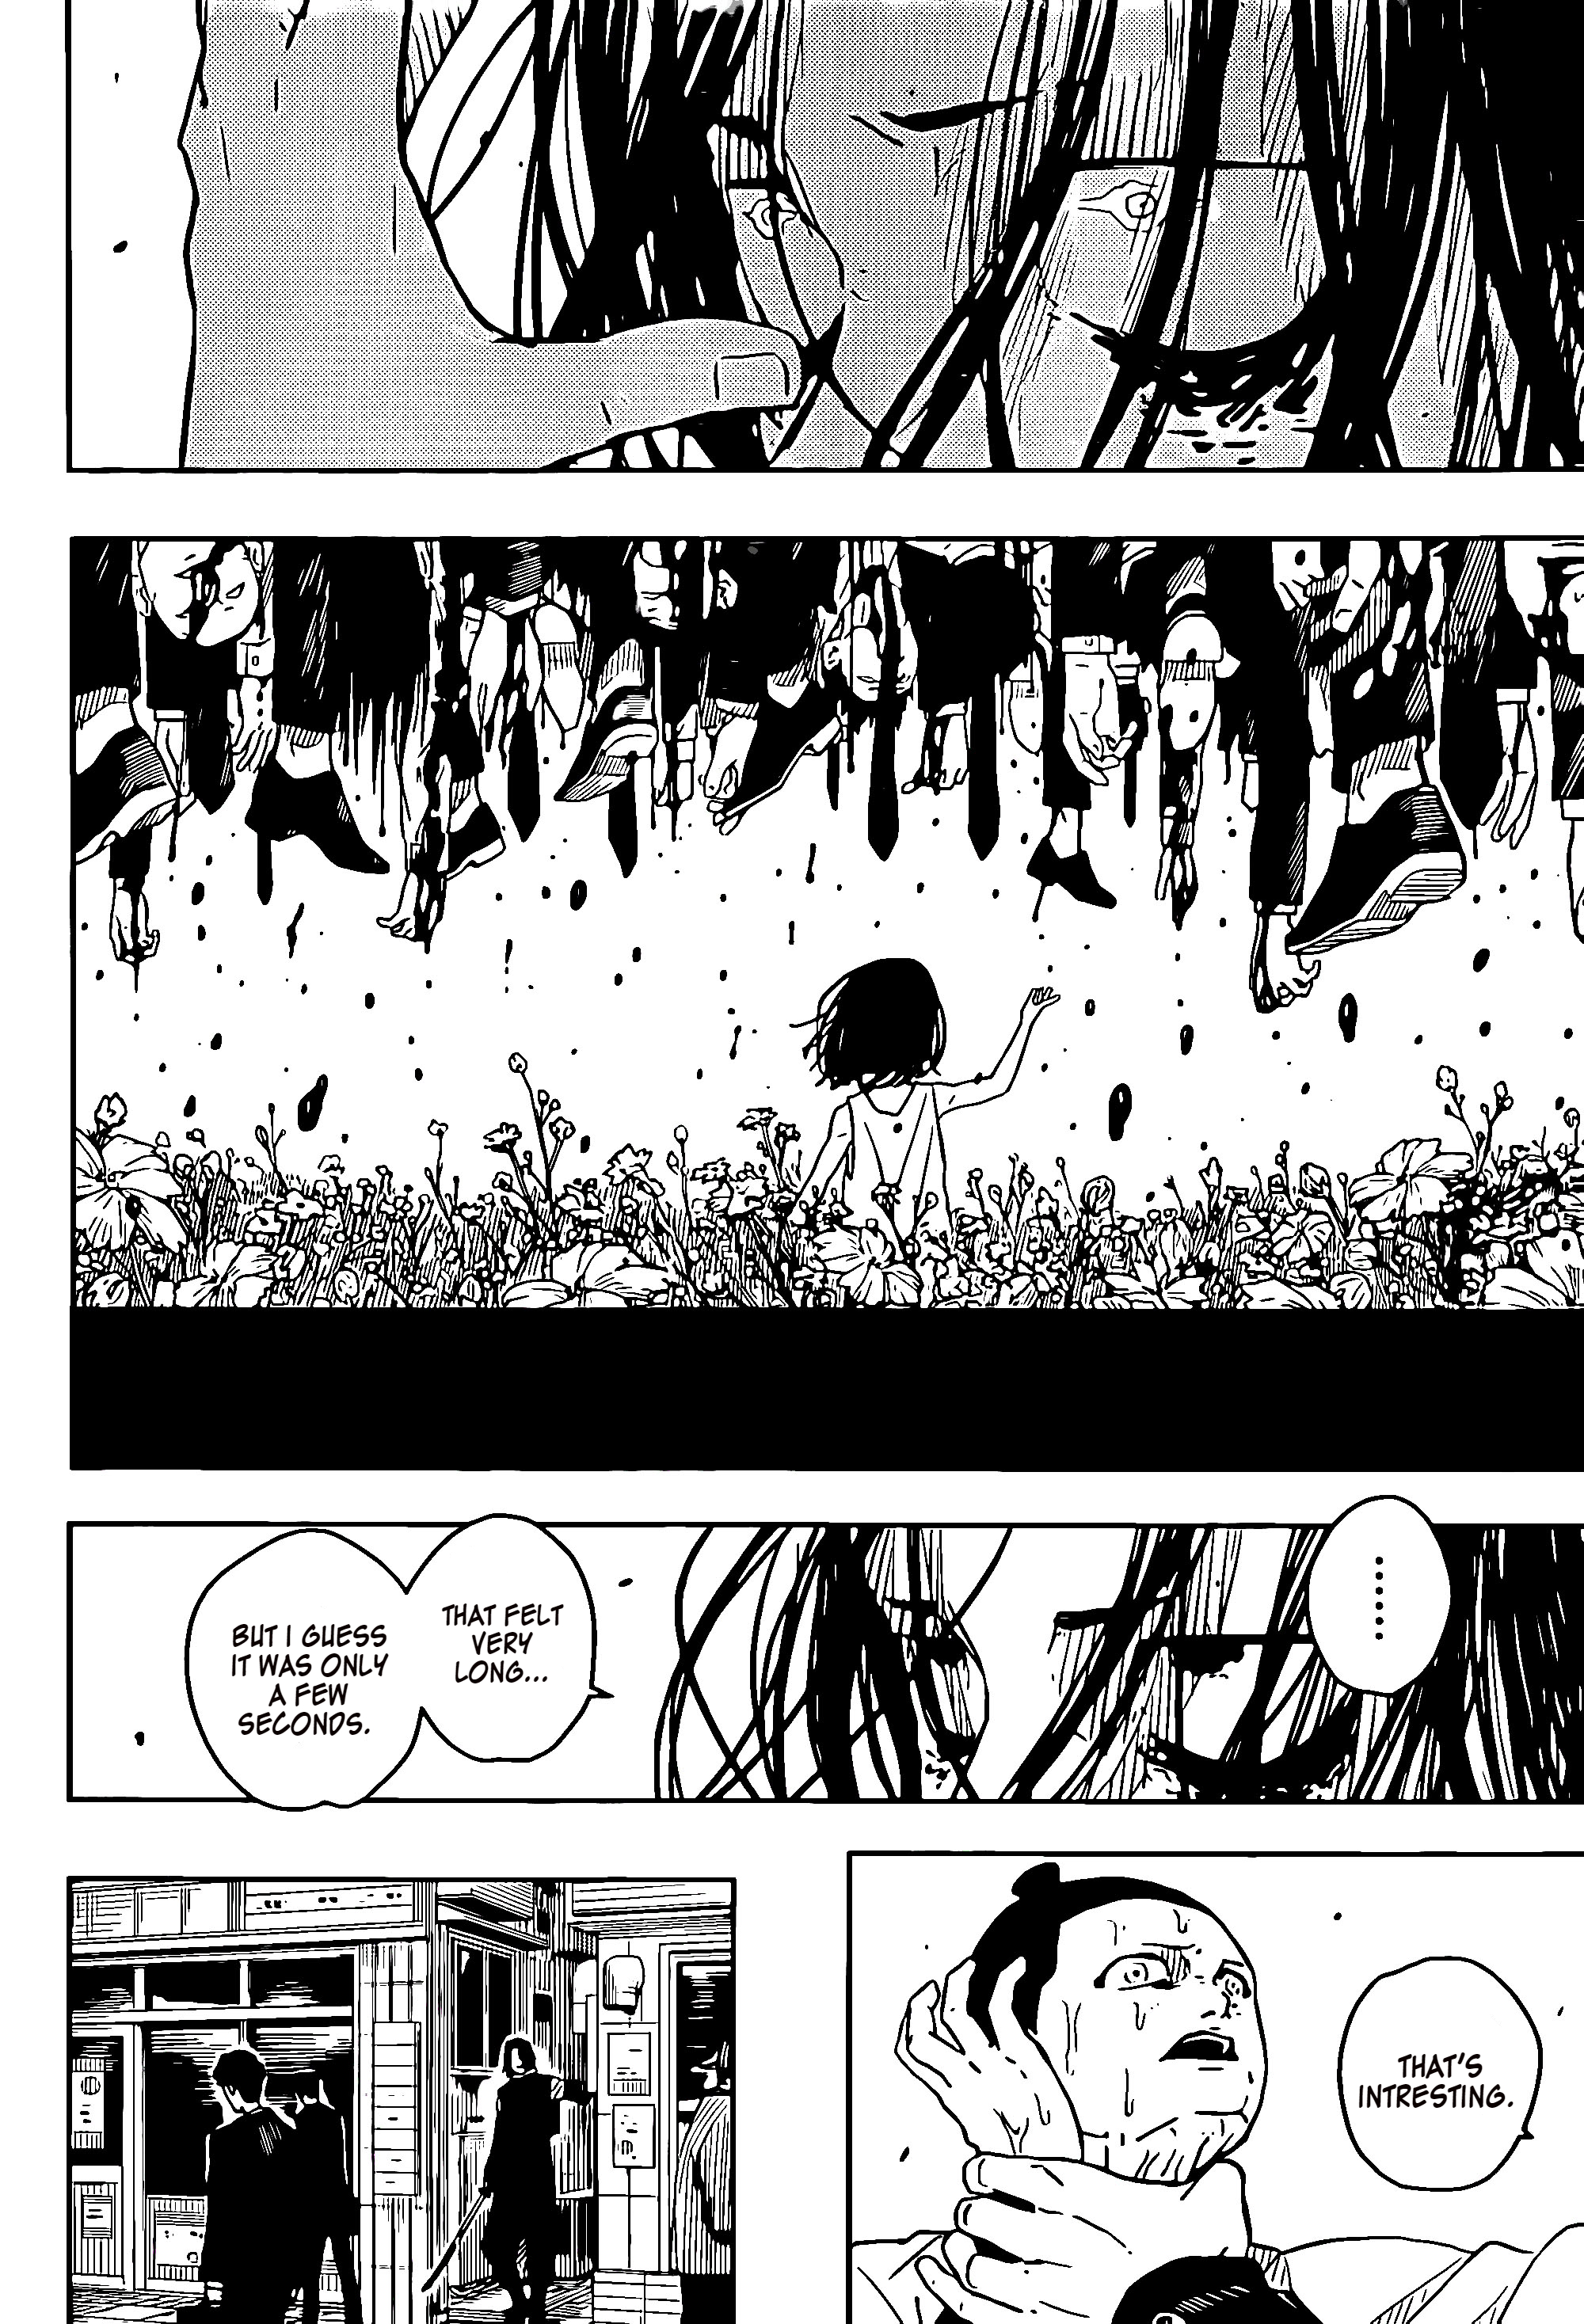 ......
THAT FELT
VERY
LONG...
BUT I GUESS
IT WAS ONLY
A FEW
SECONDS.
THAT'S
INTRESTING.